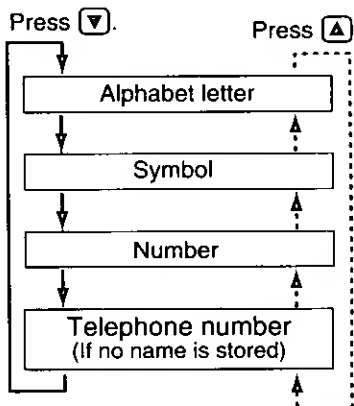 Press ▼.
Press ▲
Alphabet letter
Symbol
Number
Telephone number
(If no name is stored)